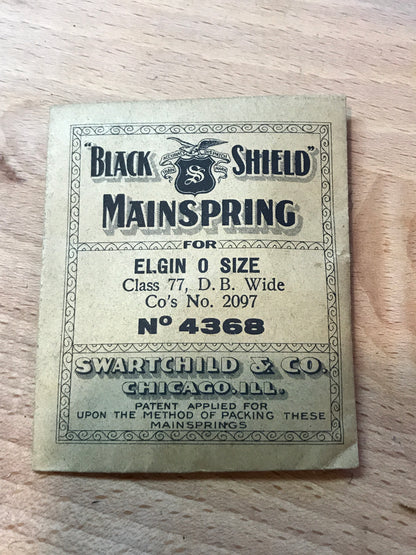 "BLACK SHIELD"
S
MAINSPRING
FOR
ELGIN 0 SIZE
Class 77, D. B. Wide
Co's No. 2097
No 4368
SWARTCHILD & CO.
CHICAGO.ILL.
PATENT APPLIED FOR
UPON THE METHOD OF PACKING THESE
MAINSPRINGS